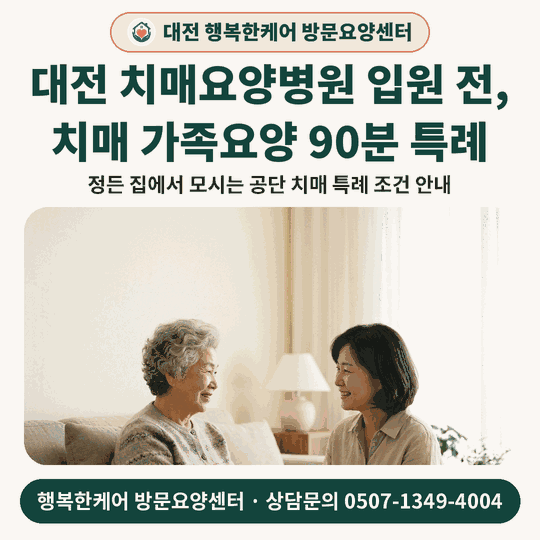 대전 행복한케어 방문요양센터
대전 치매요양병원 입원 전,
치매 가족요양 90분 특례
정든 집에서 모시는 공단 치매 특례 조건 안내
행복한케어 방문요양센터 · 상담문의 0507-1349-4004